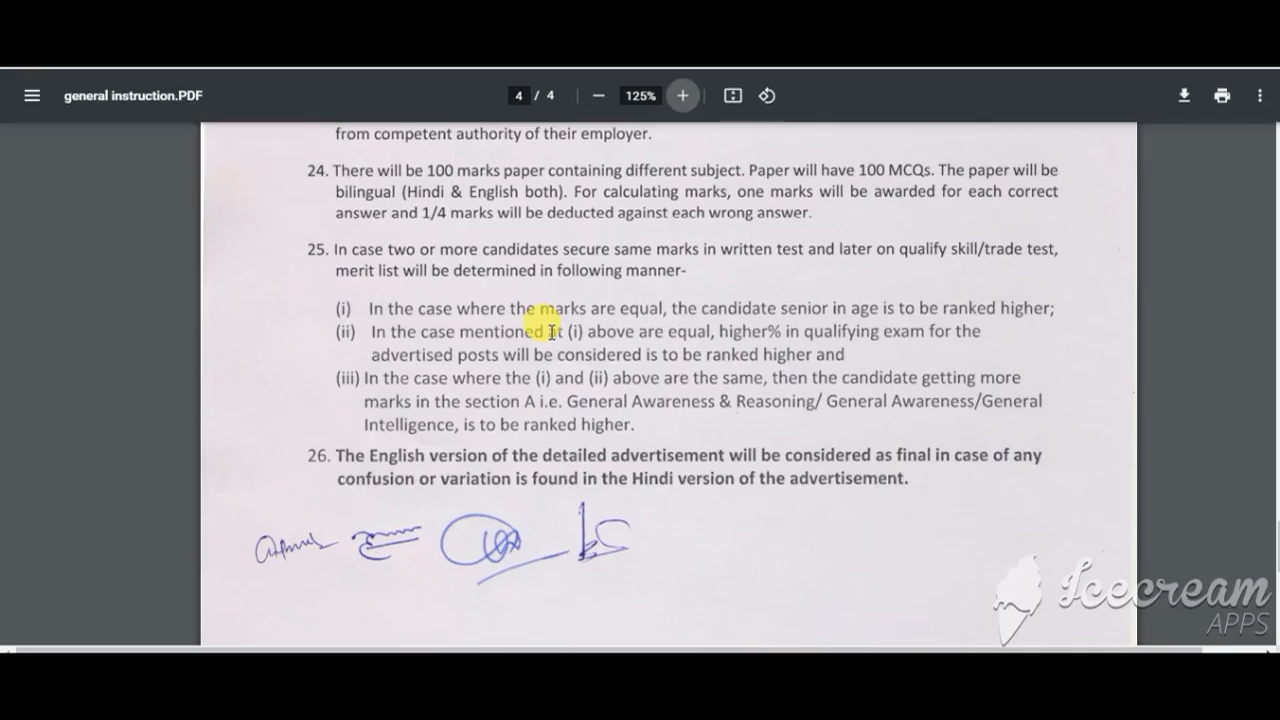 general instruction.PDF
4 / 4
125%
from competent authority of their employer.
24. There will be 100 marks paper containing different subject. Paper will have 100 MCQs. The paper will be
bilingual (Hindi & English both). For calculating marks, one marks will be awarded for each correct
answer and 1/4 marks will be deducted against each wrong answer.
25. In case two or more candidates secure same marks in written test and later on qualify skill/trade test,
merit list will be determined in following manner-
(i) In the case where the marks are equal, the candidate senior in age is to be ranked higher;
(ii) In the case mentioned at (i) above are equal, higher% in qualifying exam for the
advertised posts will be considered is to be ranked higher and
(iii) In the case where the (i) and (ii) above are the same, then the candidate getting more
marks in the section A i.e. General Awareness & Reasoning/ General Awareness/General
Intelligence, is to be ranked higher.
26. The English version of the detailed advertisement will be considered as final in case of any
confusion or variation is found in the Hindi version of the advertisement.
Icecream
APPS